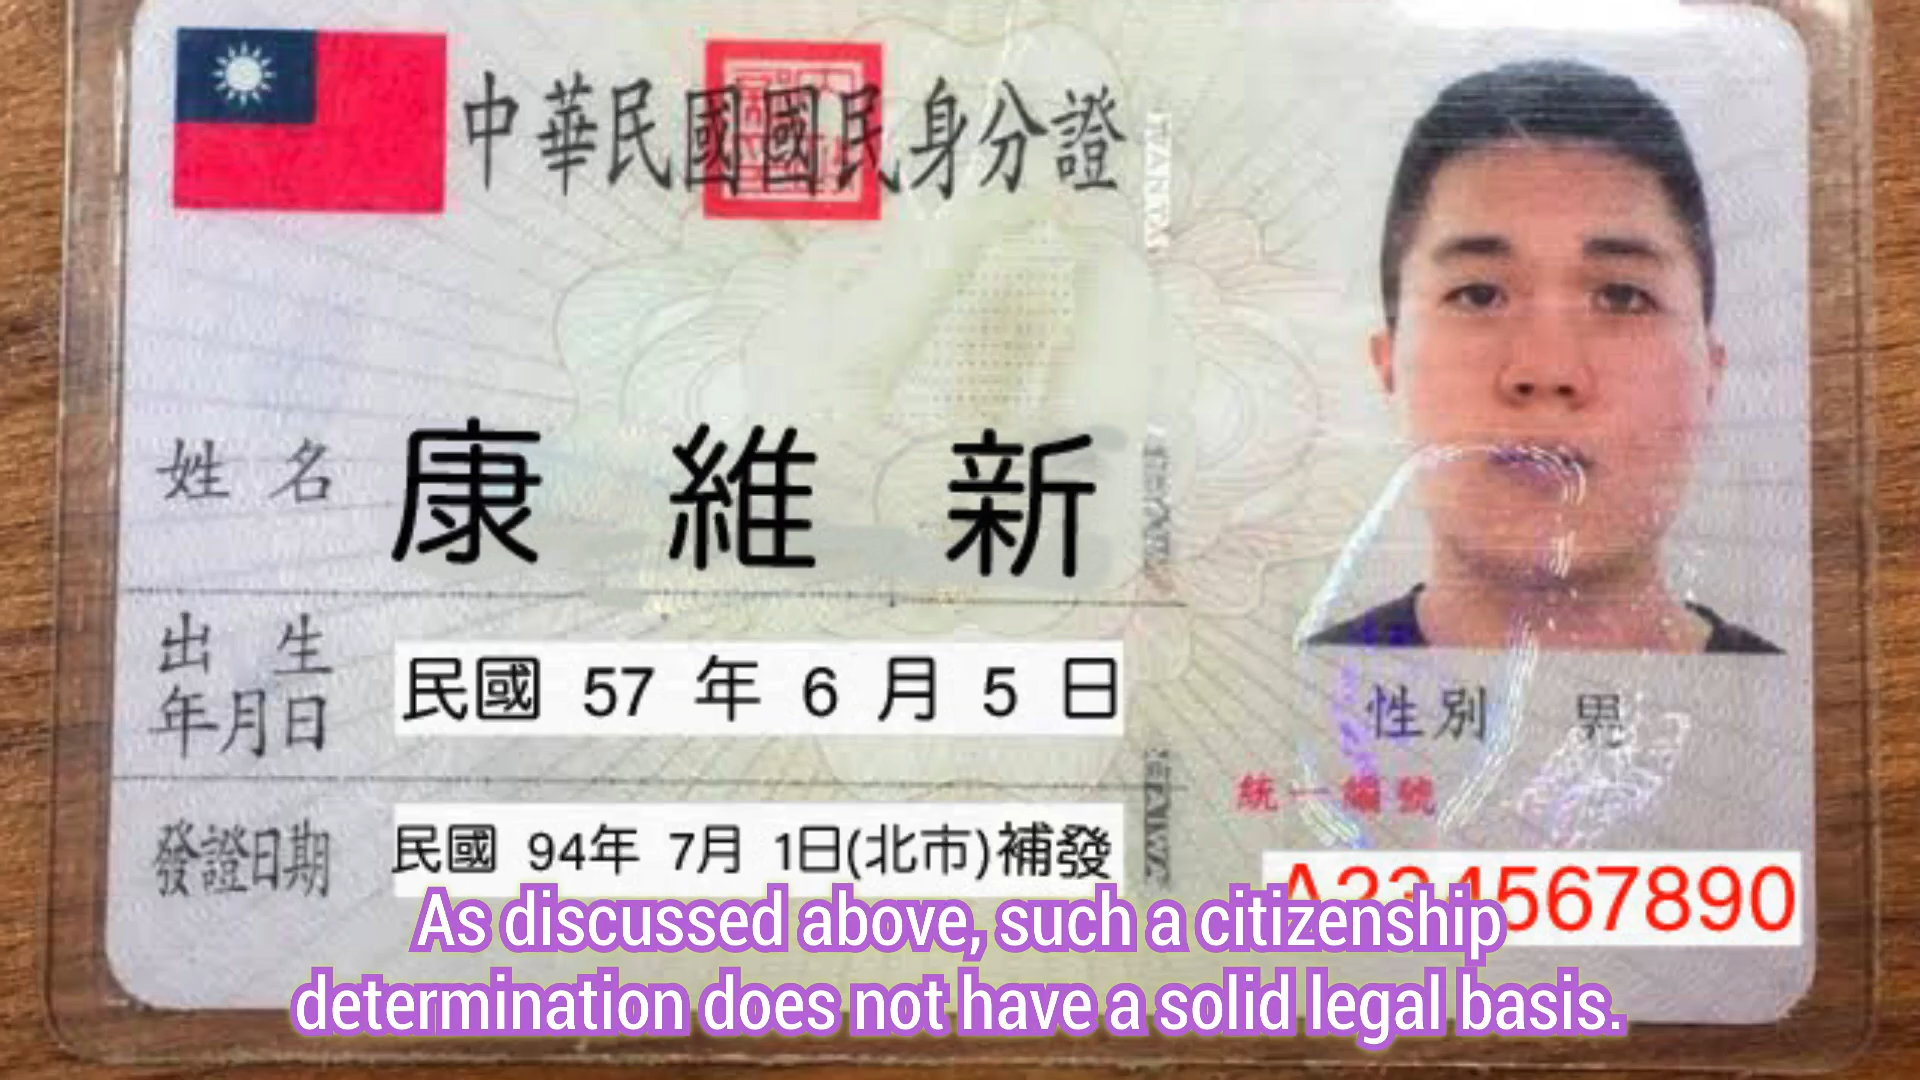 中華民國國民身分證
姓名 康維新
出生年月日 民國 57 年 6 月 5 日
發證日期 民國 94年 7月 1日(北市)補發
性別 男
統一編號
A234567890
As discussed above, such a citizenship
determination does not have a solid legal basis.